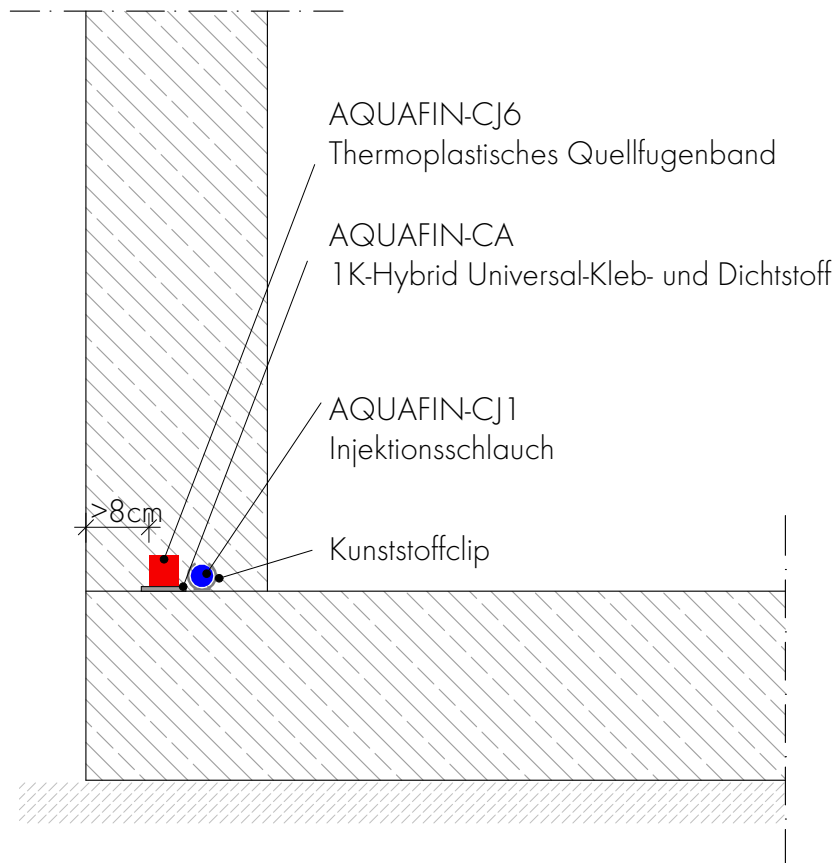 AQUAFIN-CJ6
Thermoplastisches Quellfugenband
AQUAFIN-CA
1K-Hybrid Universal-Kleb- und Dichtstoff
AQUAFIN-CJ1
Injektionsschlauch
>8cm
Kunststoffclip